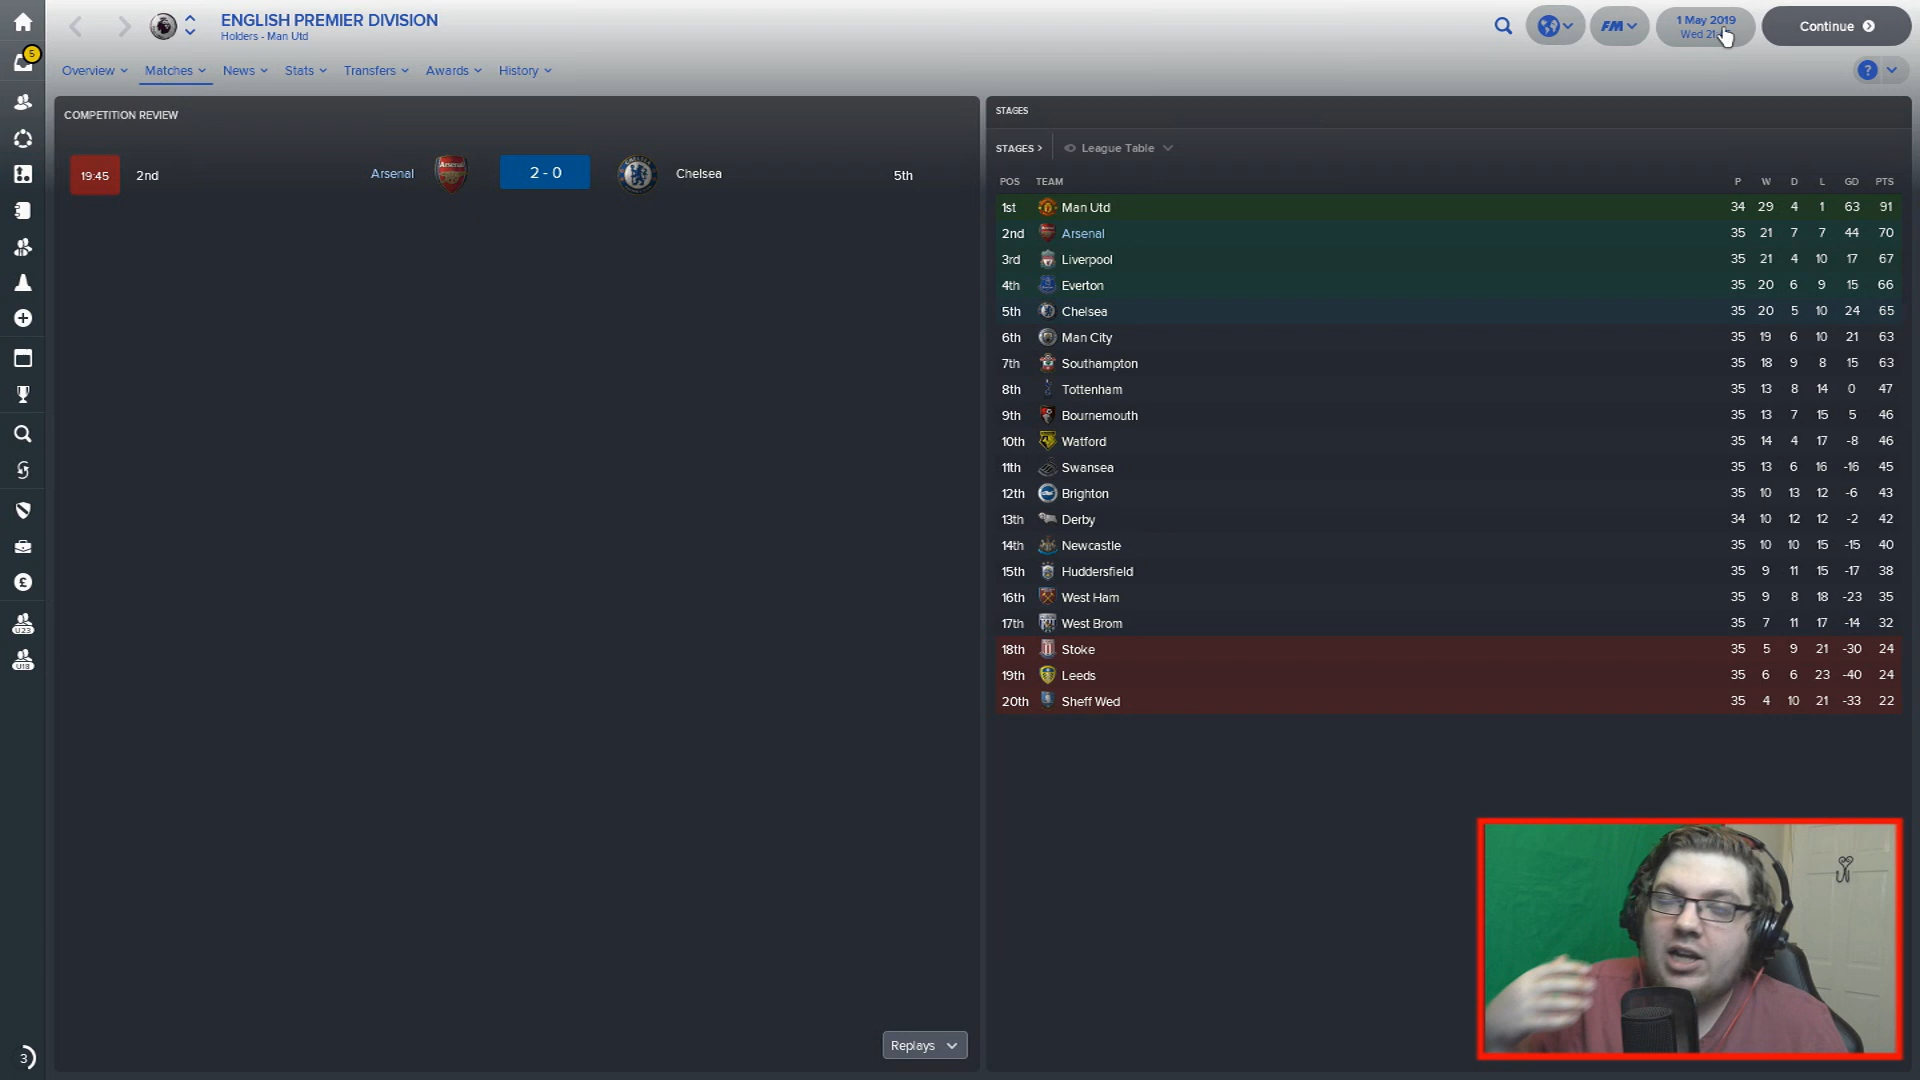 ENGLISH PREMIER DIVISION
Holders - Man Utd
FM
1 May 2019
Wed 21
Continue
5
Overview
Matches
News
Stats
Transfers
Awards
History
?
COMPETITION REVIEW
19:45 2nd Arsenal 2 - 0 Chelsea 5th
STAGES
STAGES > League Table
POS TEAM P W D L GD PTS
1st Man Utd 34 29 4 1 63 91
2nd Arsenal 35 21 7 7 44 70
3rd Liverpool 35 21 4 10 17 67
4th Everton 35 20 6 9 15 66
5th Chelsea 35 20 5 10 24 65
6th Man City 35 19 6 10 21 63
7th Southampton 35 18 9 8 15 63
8th Tottenham 35 13 8 14 0 47
9th Bournemouth 35 13 7 15 5 46
10th Watford 35 14 4 17 -8 46
11th Swansea 35 13 6 16 -16 45
12th Brighton 35 10 13 12 -6 43
13th Derby 34 10 12 12 -2 42
14th Newcastle 35 10 10 15 -15 40
15th Huddersfield 35 9 11 15 -17 38
16th West Ham 35 9 8 18 -23 35
17th West Brom 35 7 11 17 -14 32
18th Stoke 35 5 9 21 -30 24
19th Leeds 35 6 6 23 -40 24
20th Sheff Wed 35 4 10 21 -33 22
£
U23
U18
3
Replays